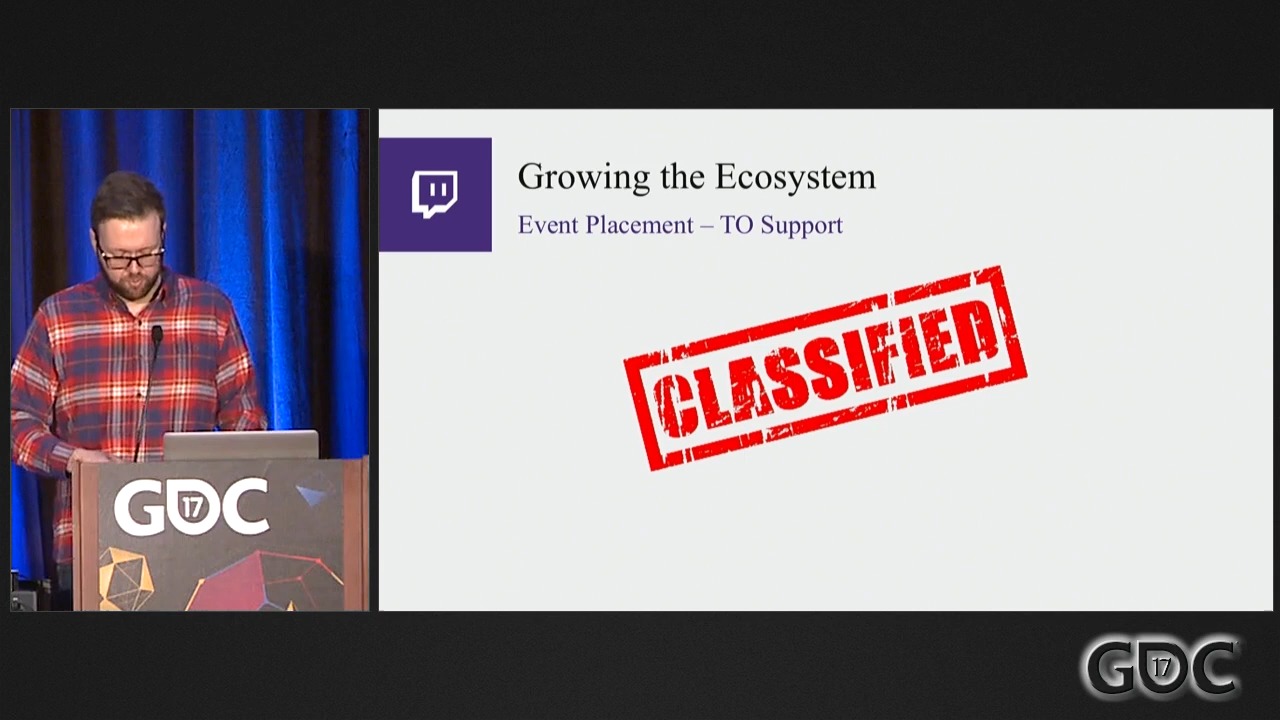 Growing the Ecosystem
Event Placement – TO Support
CLASSIFIED
GDC
17
GDC
17